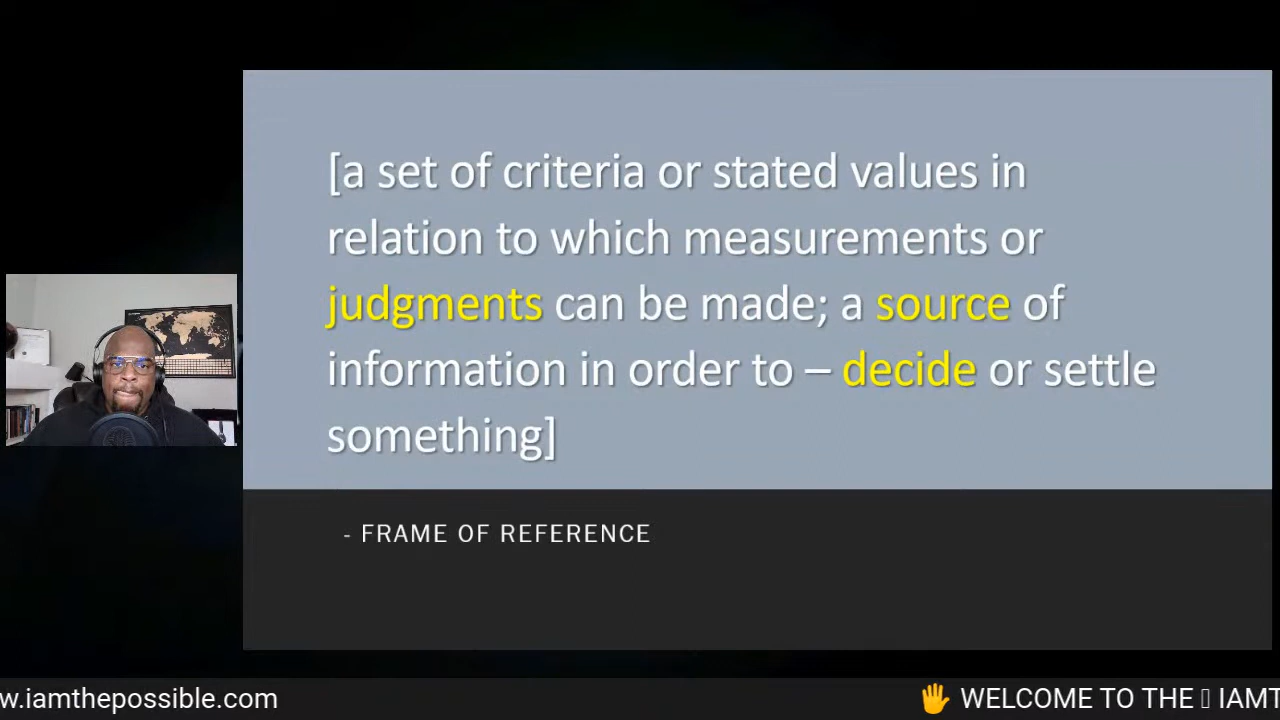 [a set of criteria or stated values in
relation to which measurements or
judgments can be made; a source of
information in order to – decide or settle
something]
- FRAME OF REFERENCE
w.iamthepossible.com
🖐 WELCOME TO THE ▯ IAMT